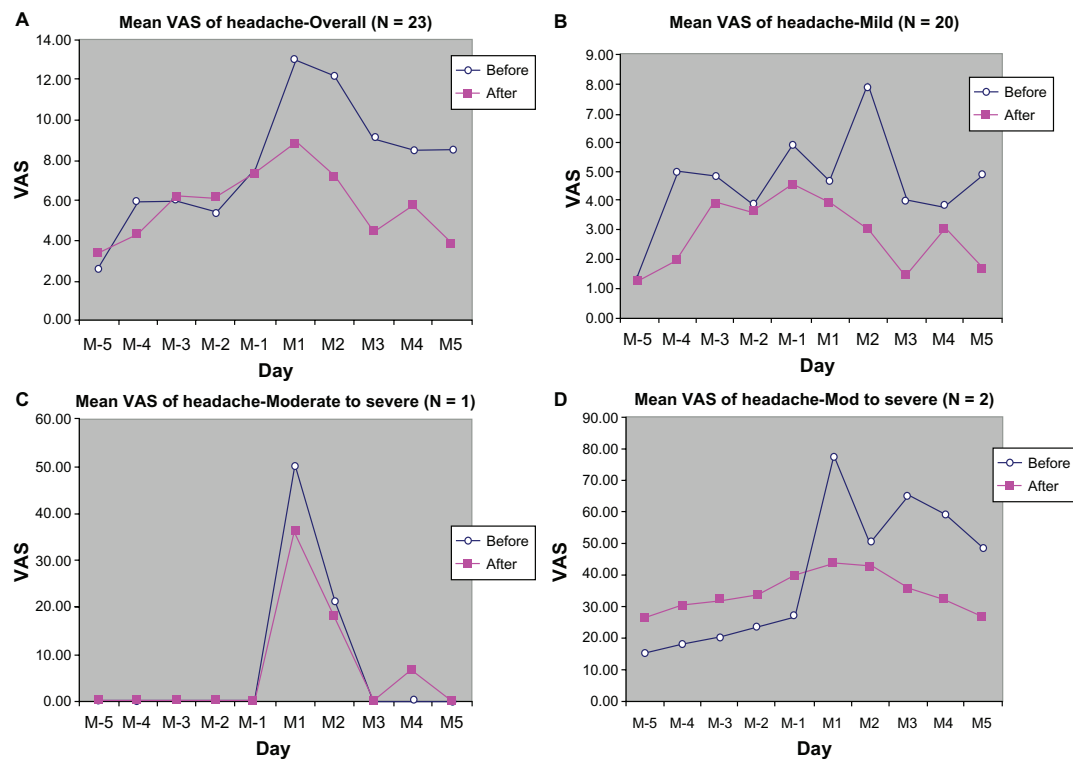 A
Mean VAS of headache-Overall (N = 23)
14.00
12.00
10.00
8.00
6.00
4.00
2.00
0.00
VAS
M-5 M-4 M-3 M-2 M-1 M1 M2 M3 M4 M5
Day
Before
After
B
Mean VAS of headache-Mild (N = 20)
9.00
8.00
7.00
6.00
5.00
4.00
3.00
2.00
1.00
0.00
VAS
M-5 M-4 M-3 M-2 M-1 M1 M2 M3 M4 M5
Day
Before
After
C
Mean VAS of headache-Moderate to severe (N = 1)
60.00
50.00
40.00
30.00
20.00
10.00
0.00
VAS
M-5 M-4 M-3 M-2 M-1 M1 M2 M3 M4 M5
Day
Before
After
D
Mean VAS of headache-Mod to severe (N = 2)
90.00
80.00
70.00
60.00
50.00
40.00
30.00
20.00
10.00
0.00
VAS
M-5 M-4 M-3 M-2 M-1 M1 M2 M3 M4 M5
Day
Before
After